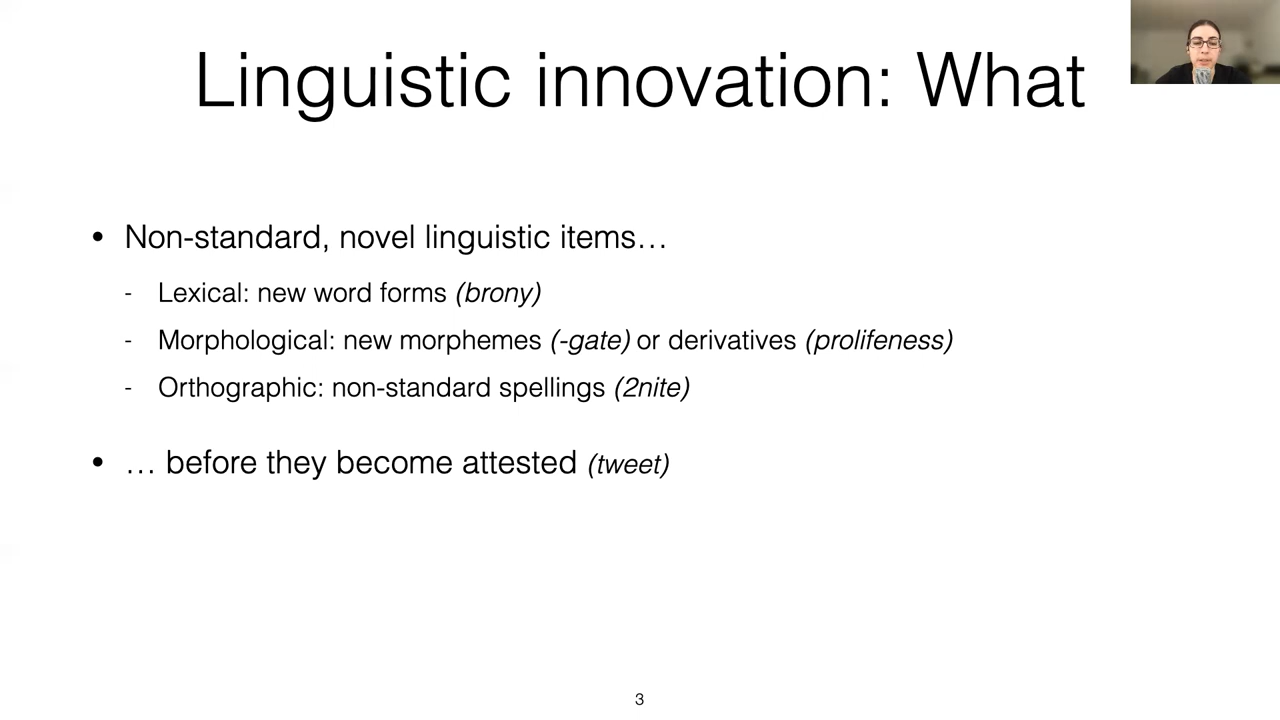 Linguistic innovation: What
• Non-standard, novel linguistic items…
- Lexical: new word forms (brony)
- Morphological: new morphemes (-gate) or derivatives (prolifeness)
- Orthographic: non-standard spellings (2nite)
• … before they become attested (tweet)
3